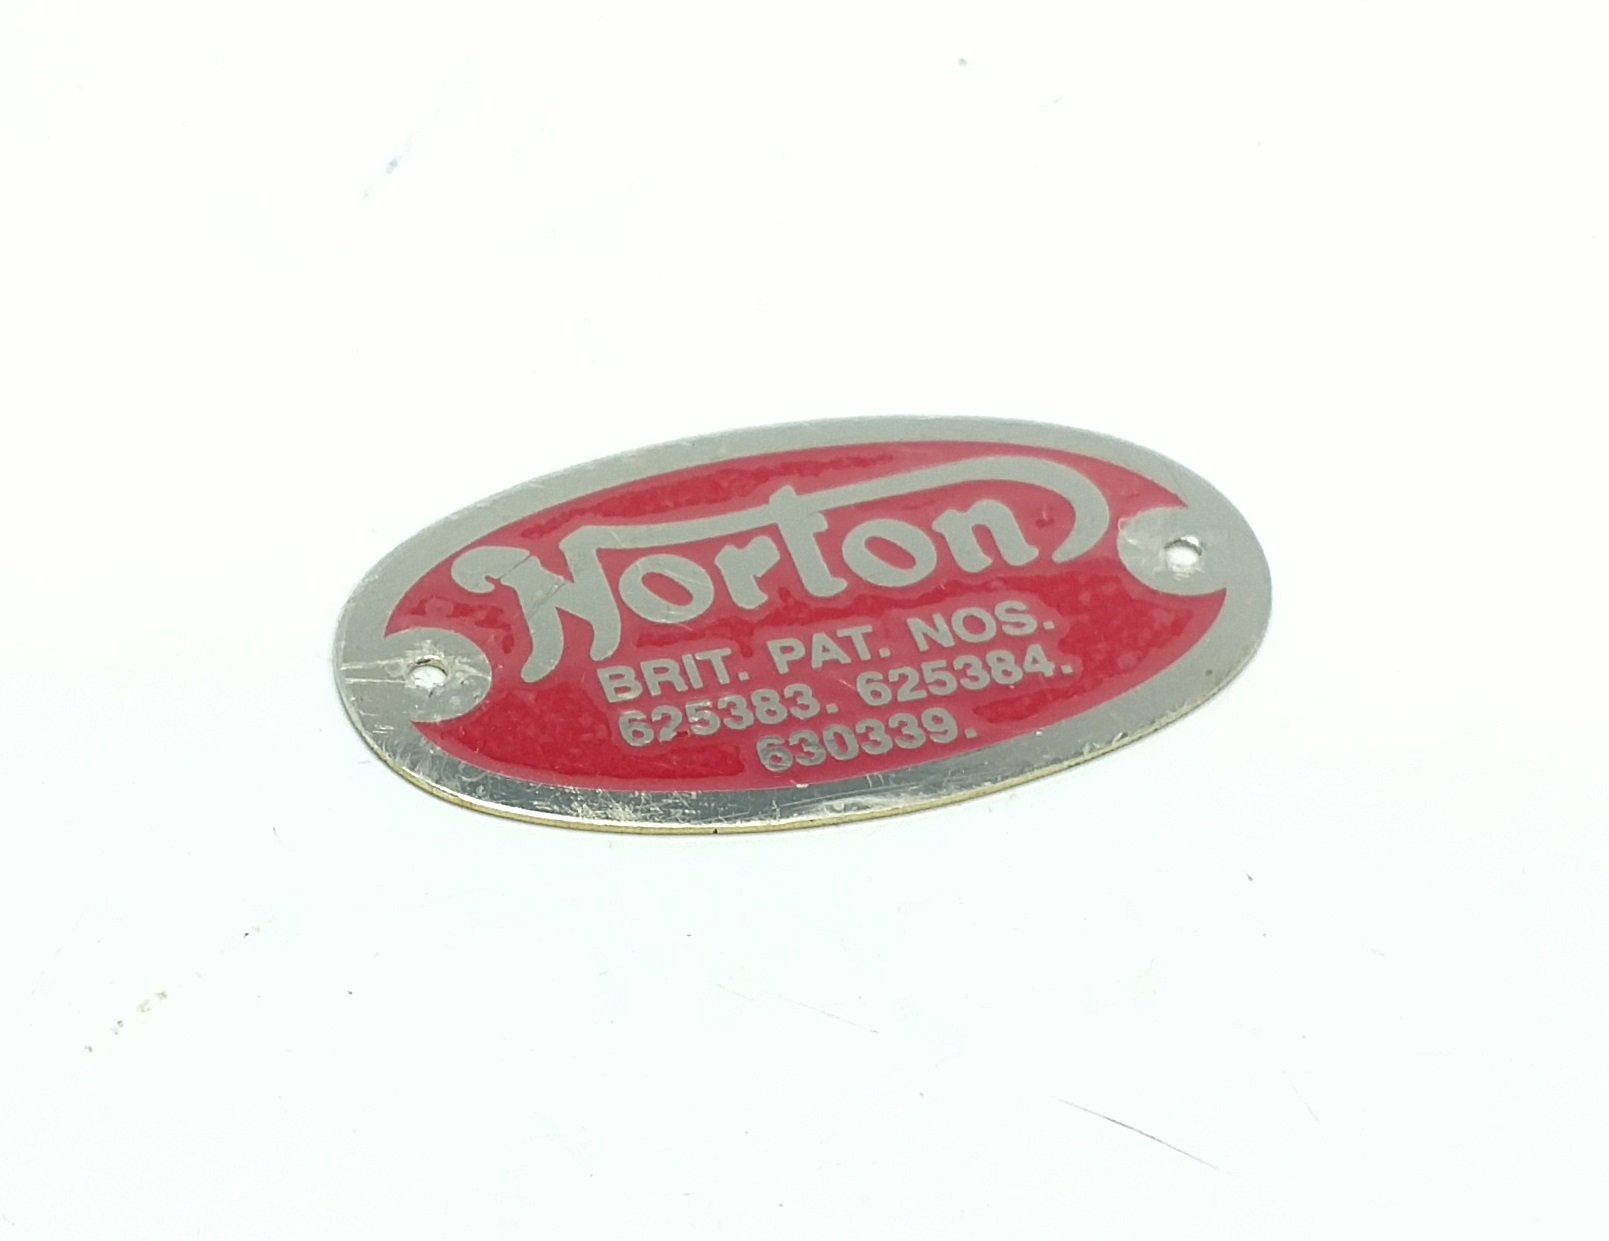 Norton
BRIT. PAT. NOS.
625383. 625384.
630339.